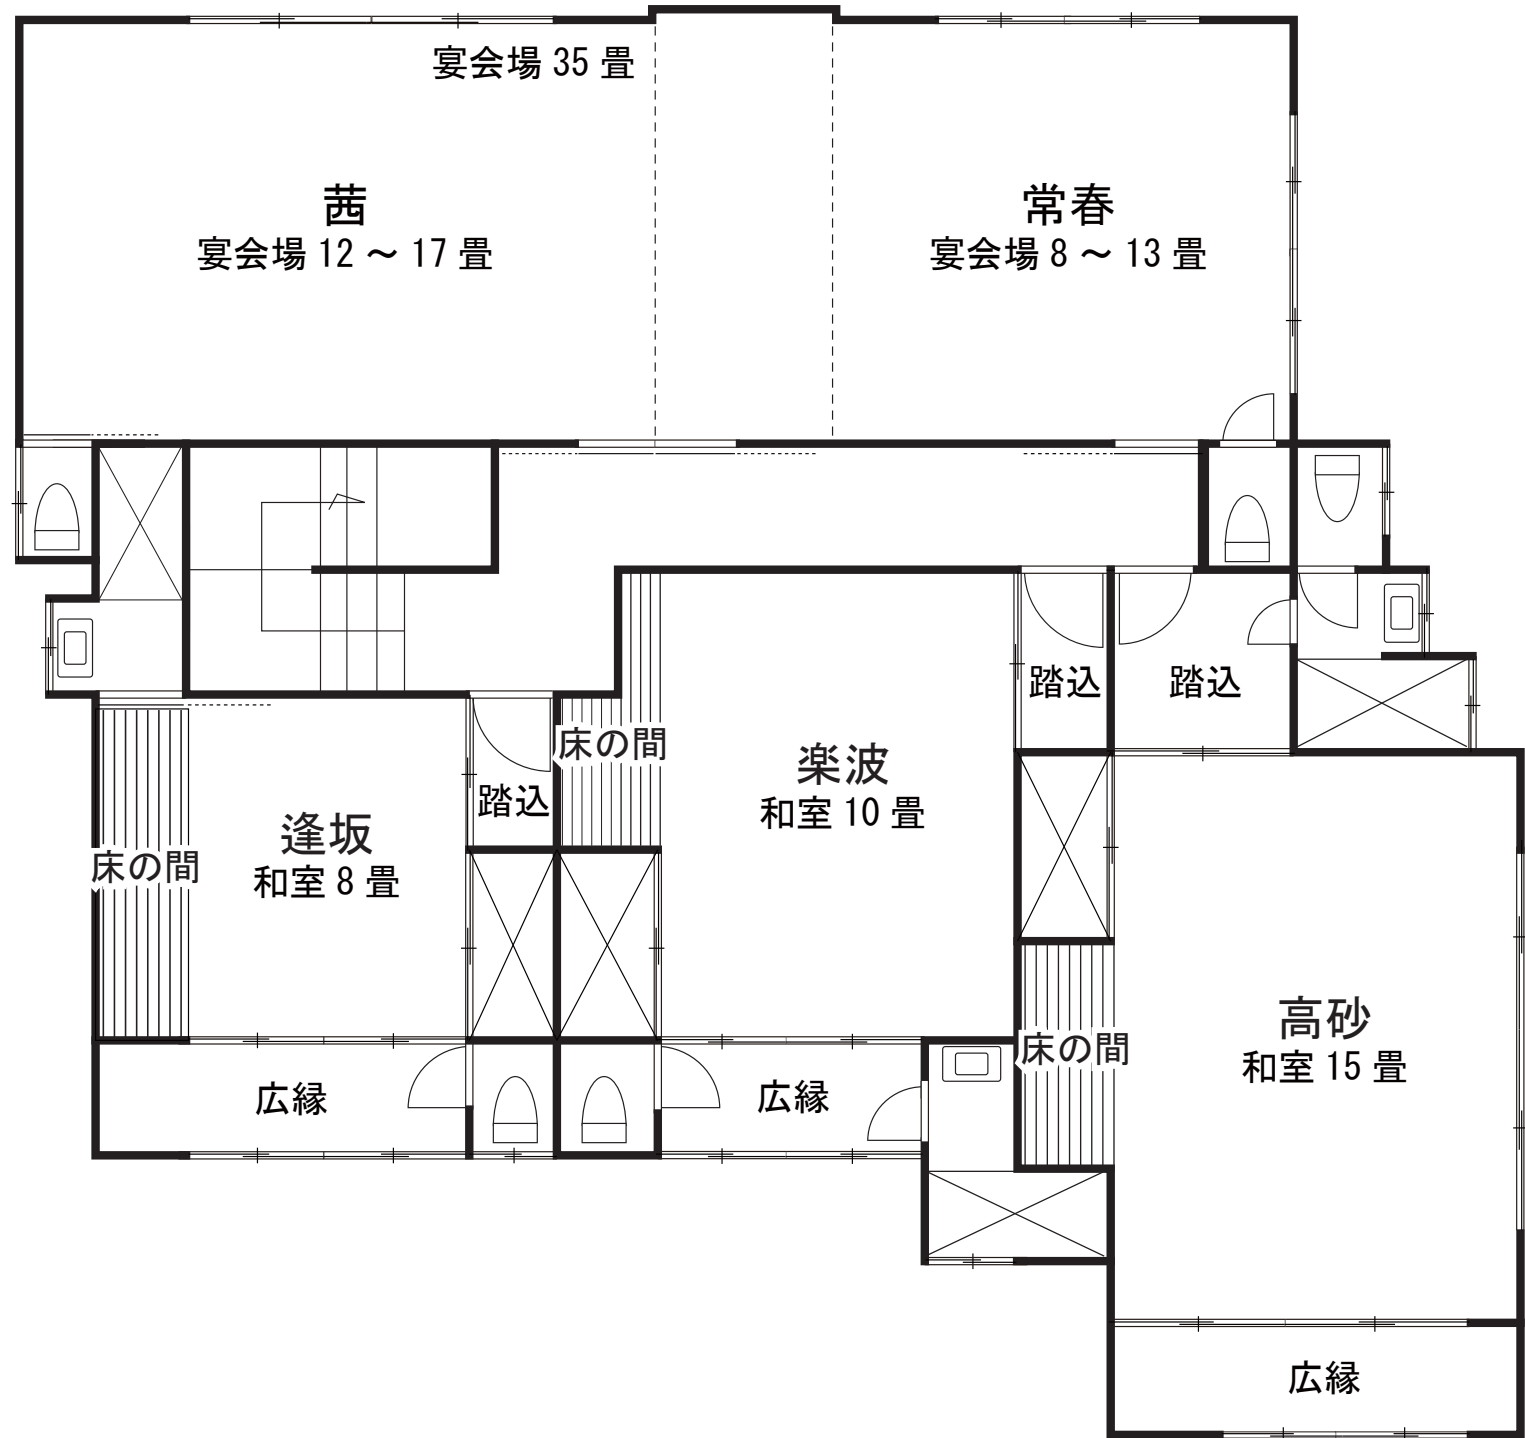 宴会場 35 畳
茜
宴会場 12 ～ 17 畳
常春
宴会場 8 ～ 13 畳
踏込
踏込
床の間
楽波
和室 10 畳
踏込
逢坂
和室 8 畳
床の間
高砂
和室 15 畳
床の間
広縁
広縁
広縁